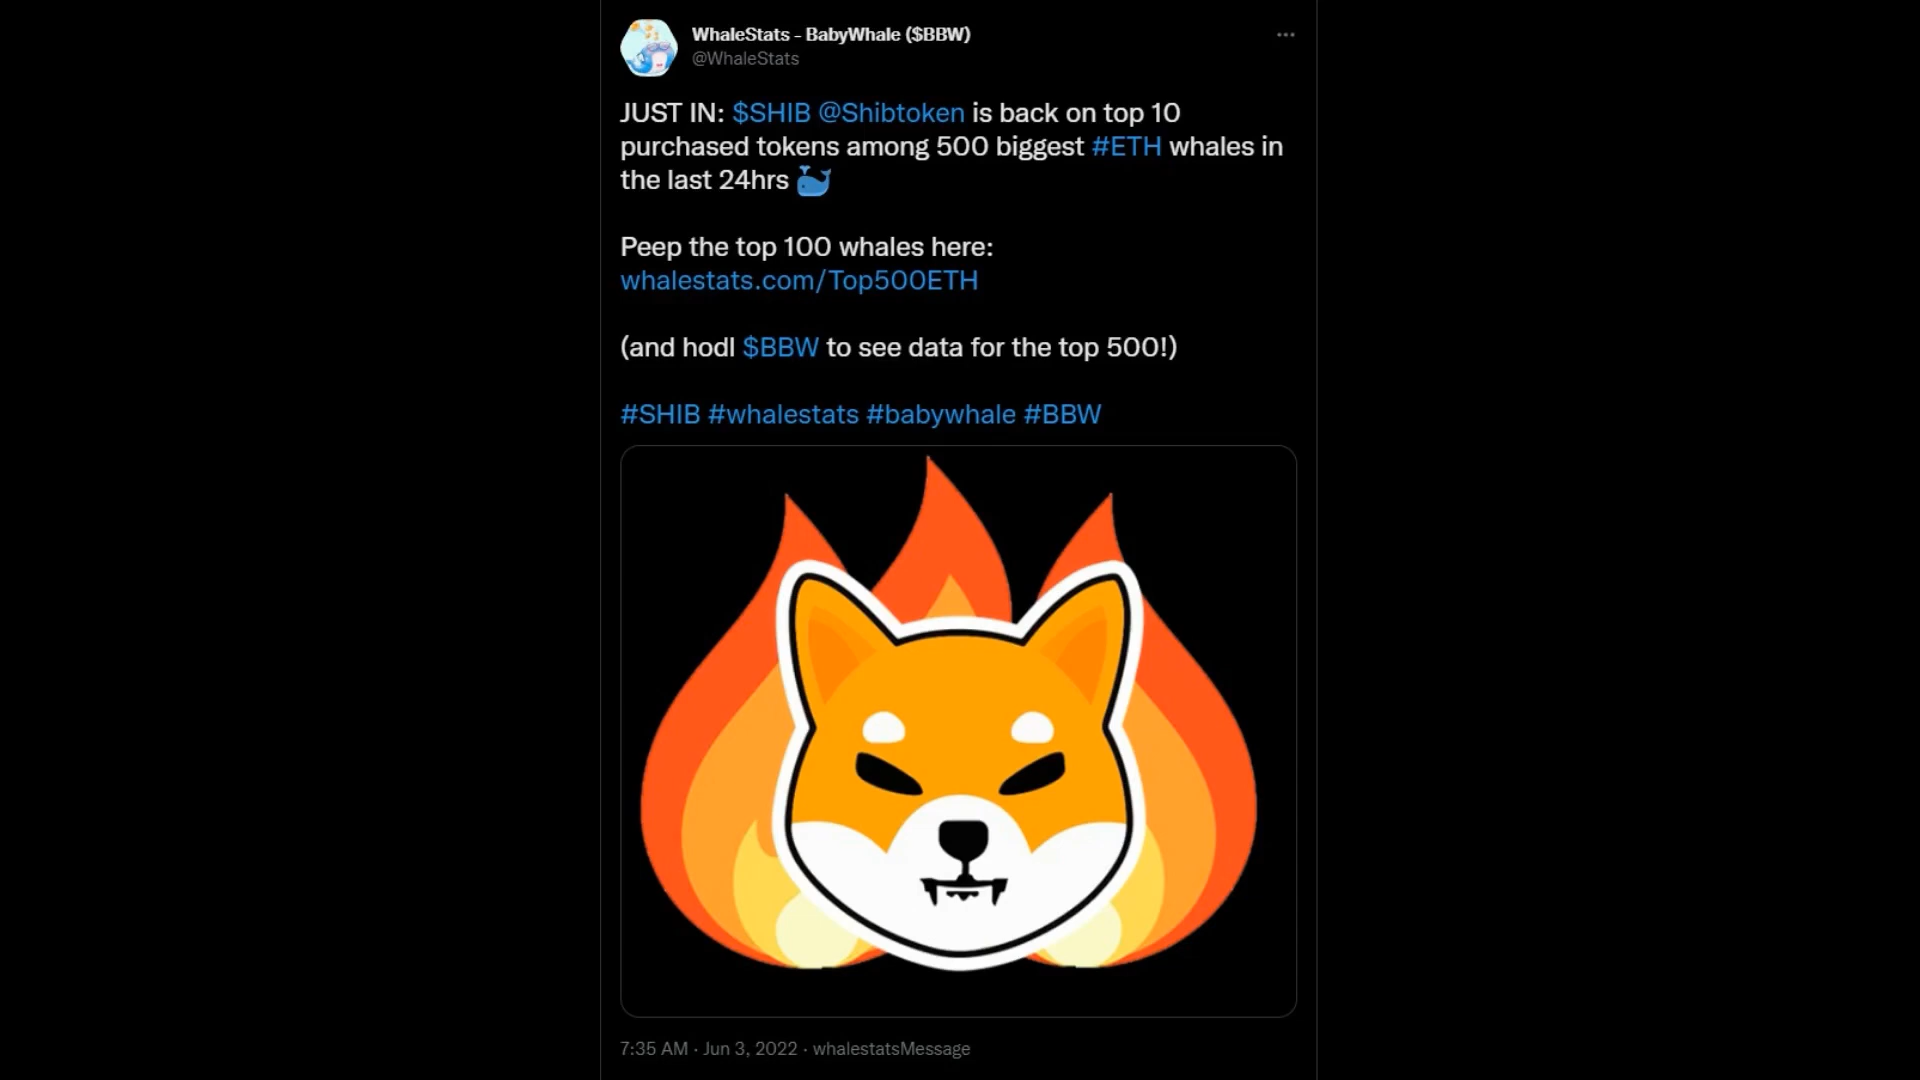 WhaleStats - BabyWhale ($BBW)
@WhaleStats
JUST IN: $SHIB @Shibtoken is back on top 10
purchased tokens among 500 biggest #ETH whales in
the last 24hrs 🐳
Peep the top 100 whales here:
whalestats.com/Top500ETH
(and hodl $BBW to see data for the top 500!)
#SHIB #whalestats #babywhale #BBW
7:35 AM · Jun 3, 2022 · whalestatsMessage